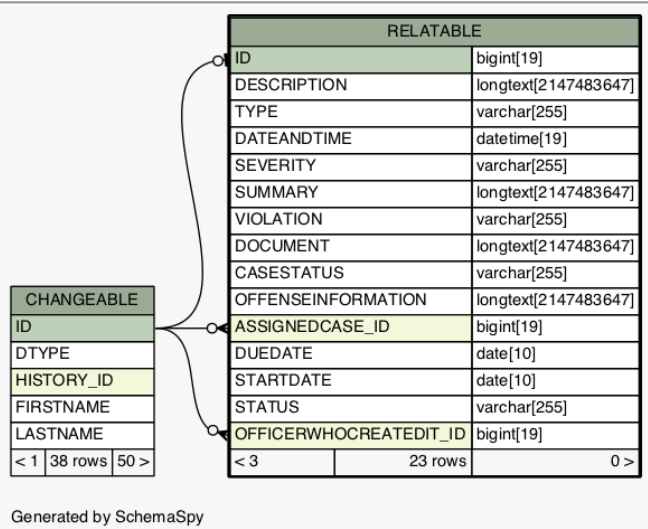 RELATABLE
ID bigint[19]
DESCRIPTION longtext[2147483647]
TYPE varchar[255]
DATEANDTIME datetime[19]
SEVERITY varchar[255]
SUMMARY longtext[2147483647]
VIOLATION varchar[255]
DOCUMENT longtext[2147483647]
CASESTATUS varchar[255]
OFFENSEINFORMATION longtext[2147483647]
ASSIGNEDCASE_ID bigint[19]
DUEDATE date[10]
STARTDATE date[10]
STATUS varchar[255]
OFFICERWHOCREATEDIT_ID bigint[19]
< 3 23 rows 0 >
CHANGEABLE
ID
DTYPE
HISTORY_ID
FIRSTNAME
LASTNAME
< 1 38 rows 50 >
Generated by SchemaSpy